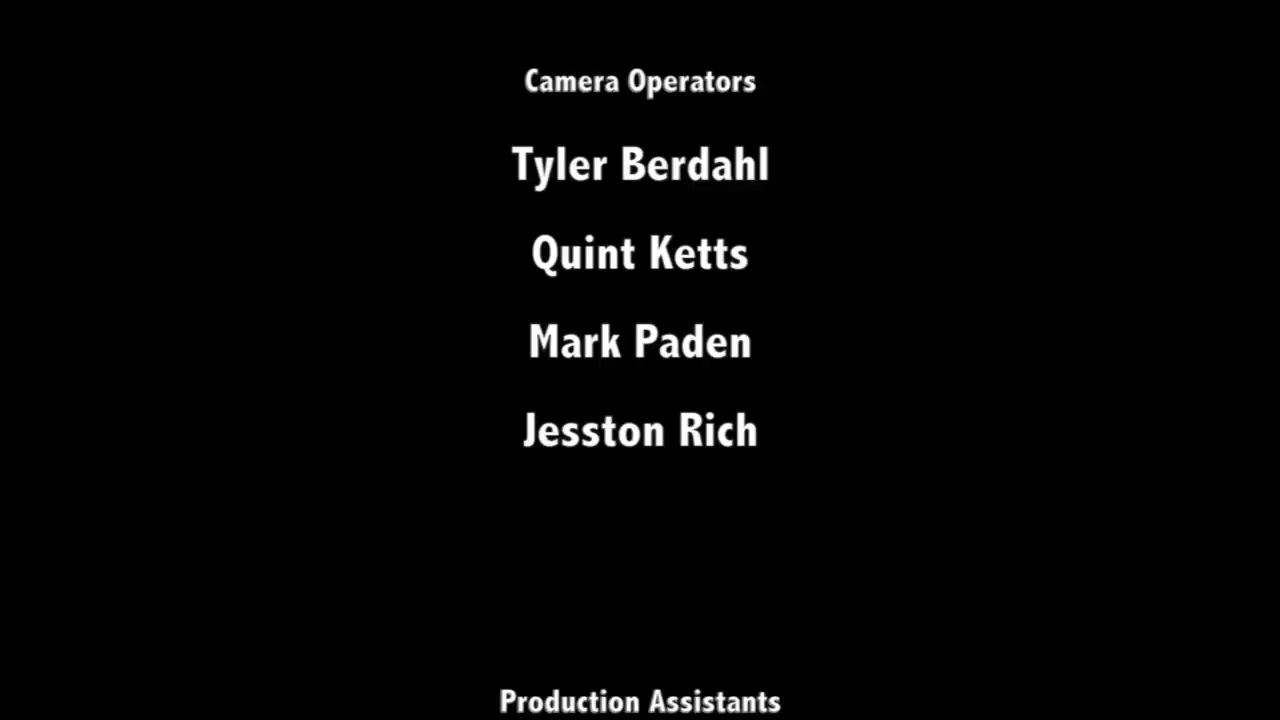 Camera Operators
Tyler Berdahl
Quint Ketts
Mark Paden
Jesston Rich
Production Assistants